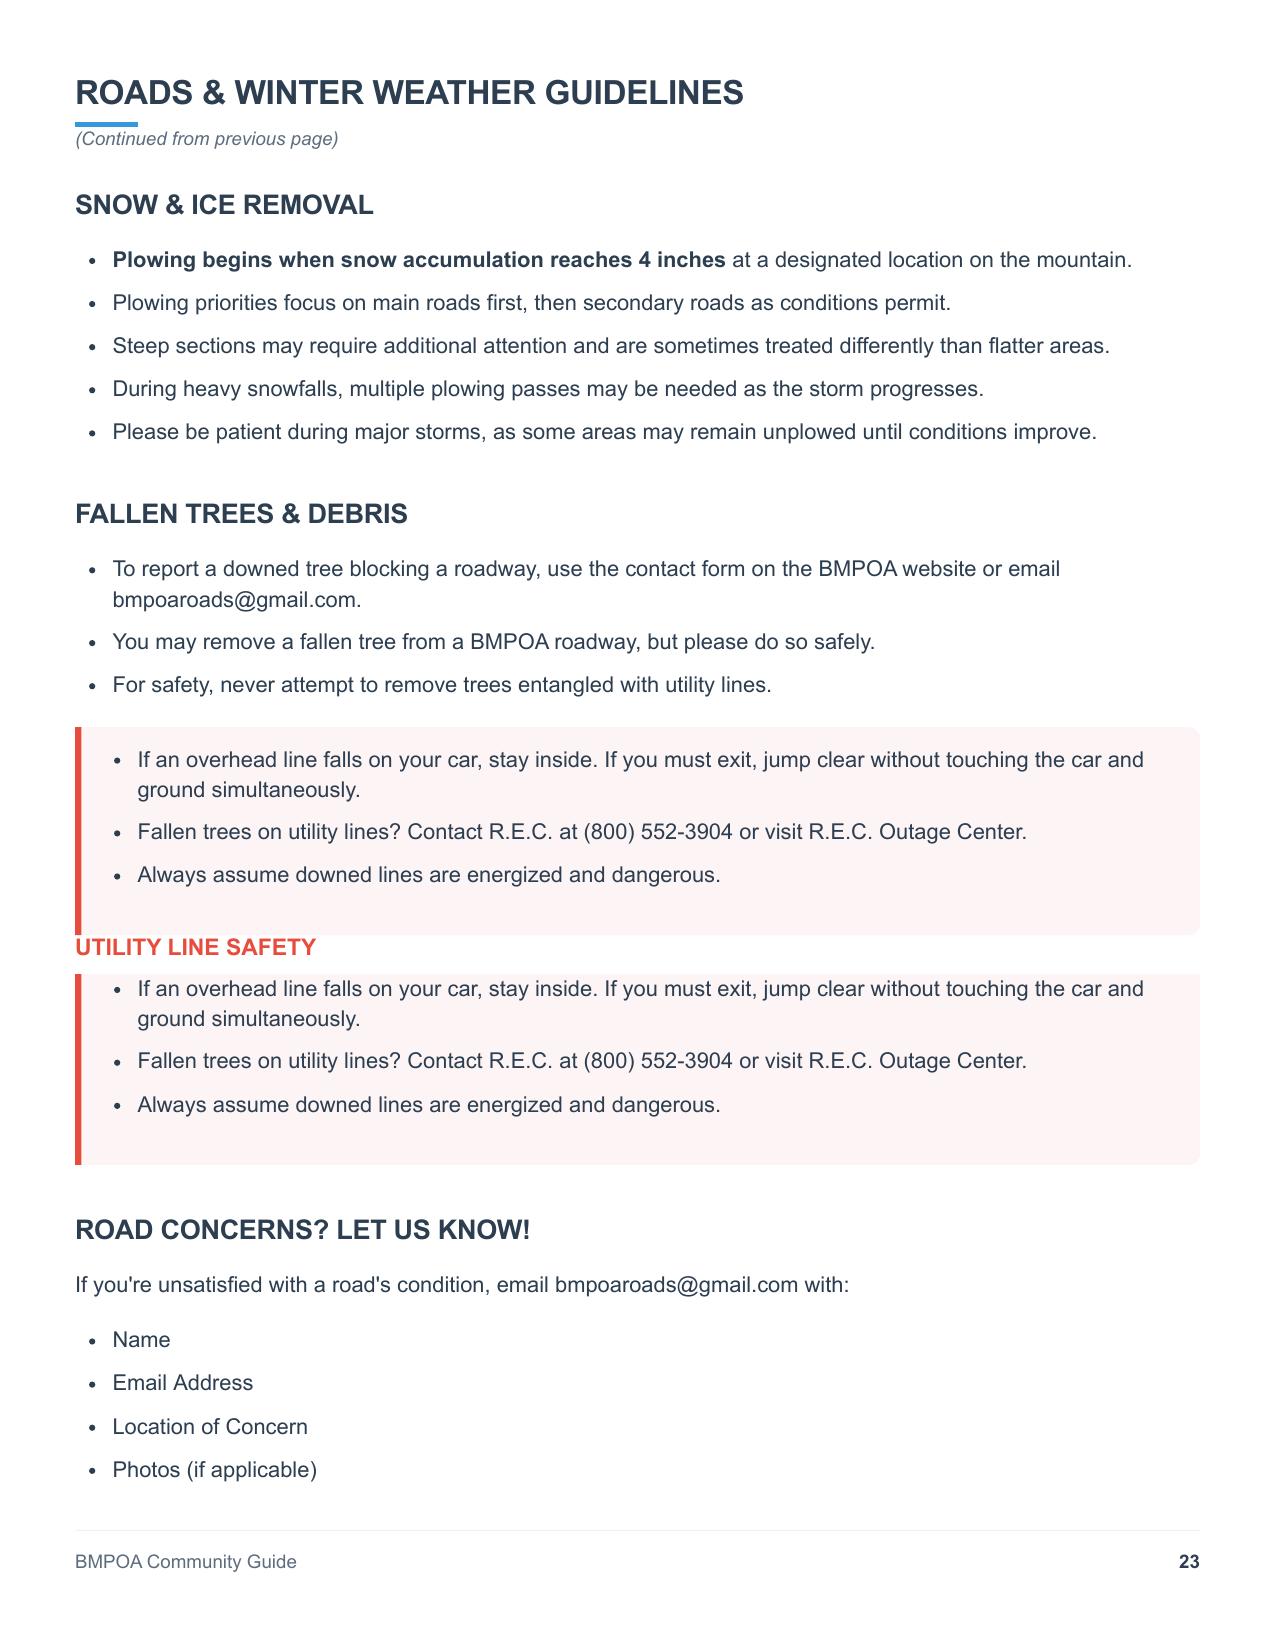 ROADS & WINTER WEATHER GUIDELINES
(Continued from previous page)
SNOW & ICE REMOVAL
• Plowing begins when snow accumulation reaches 4 inches at a designated location on the mountain.
• Plowing priorities focus on main roads first, then secondary roads as conditions permit.
• Steep sections may require additional attention and are sometimes treated differently than flatter areas.
• During heavy snowfalls, multiple plowing passes may be needed as the storm progresses.
• Please be patient during major storms, as some areas may remain unplowed until conditions improve.
FALLEN TREES & DEBRIS
• To report a downed tree blocking a roadway, use the contact form on the BMPOA website or email
bmpoaroads@gmail.com.
• You may remove a fallen tree from a BMPOA roadway, but please do so safely.
• For safety, never attempt to remove trees entangled with utility lines.
• If an overhead line falls on your car, stay inside. If you must exit, jump clear without touching the car and
ground simultaneously.
• Fallen trees on utility lines? Contact R.E.C. at (800) 552-3904 or visit R.E.C. Outage Center.
• Always assume downed lines are energized and dangerous.
UTILITY LINE SAFETY
• If an overhead line falls on your car, stay inside. If you must exit, jump clear without touching the car and
ground simultaneously.
• Fallen trees on utility lines? Contact R.E.C. at (800) 552-3904 or visit R.E.C. Outage Center.
• Always assume downed lines are energized and dangerous.
ROAD CONCERNS? LET US KNOW!
If you're unsatisfied with a road's condition, email bmpoaroads@gmail.com with:
• Name
• Email Address
• Location of Concern
• Photos (if applicable)
BMPOA Community Guide 23